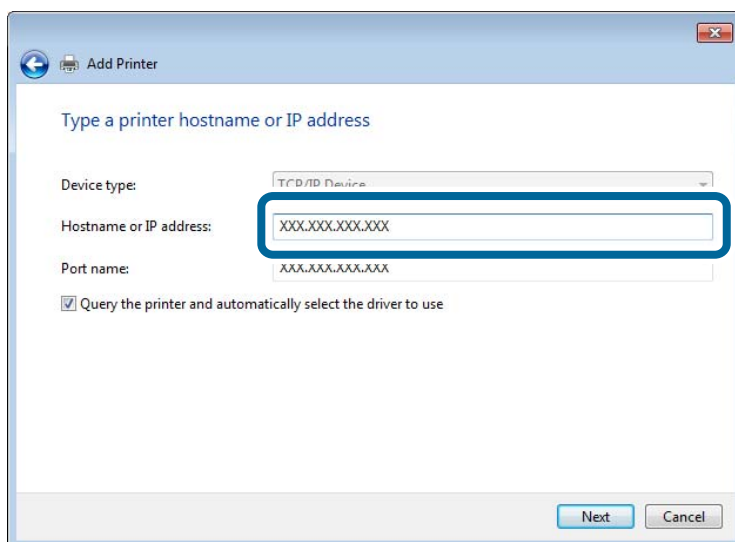 Add Printer
Type a printer hostname or IP address
Device type: TCP/IP Device
Hostname or IP address: XXX.XXX.XXX.XXX
Port name: XXX.XXX.XXX.XXX
Query the printer and automatically select the driver to use
Next Cancel